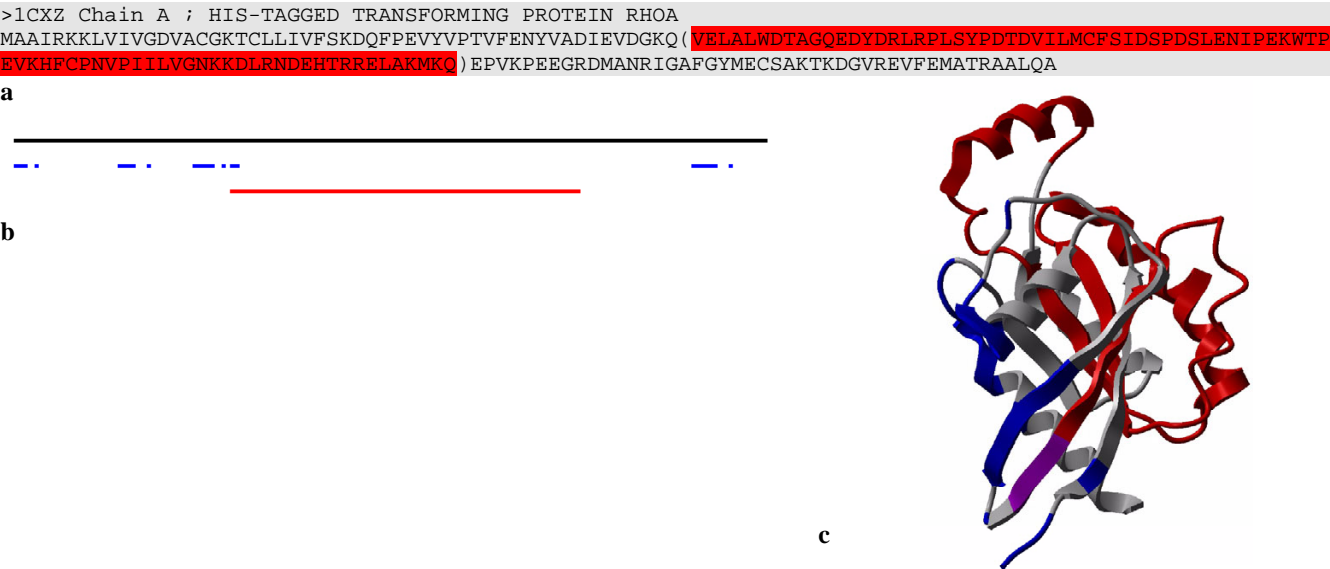 >1CXZ Chain A ; HIS-TAGGED TRANSFORMING PROTEIN RHOA
MAAIRKKLVIVGDVACGKTCLLIVFSKDQFPEVYVPTVFENYVADIEVDGKQ(VELALWDTAGQEDYDRLRPLSYPDTDVILMCFSIDSPDSLENIPEKWTP
EVKHFCPNVPIILVGNKKDLRNDEHTRRELAKMKQ)EPVKPEEGRDMANRIGAFGYMECSAKTKDGVREVFEMATRAALQA
a
b
c